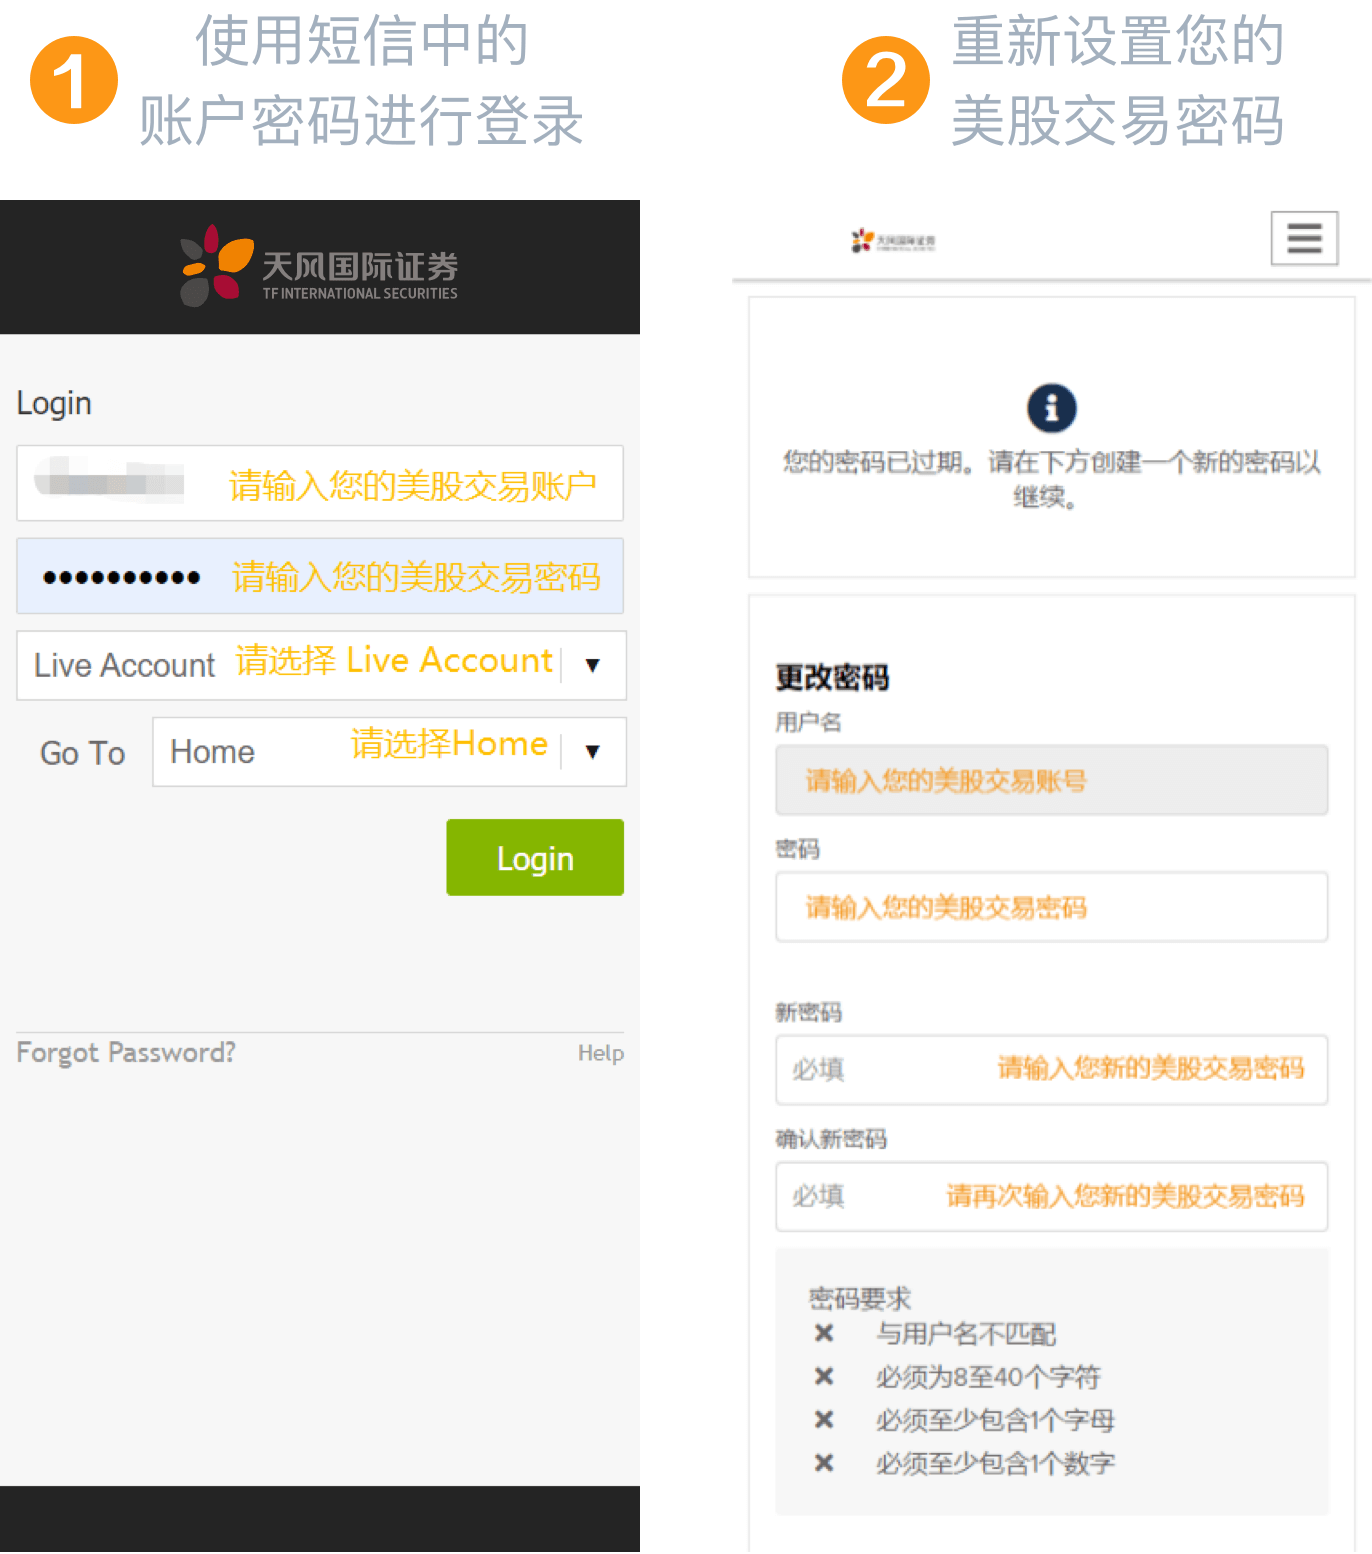 1
使用短信中的
账户密码进行登录
天风国际证券
TF INTERNATIONAL SECURITIES
Login
请输入您的美股交易账户
•••••••••• 请输入您的美股交易密码
Live Account 请选择 Live Account ▼
Go To Home 请选择Home ▼
Login
Forgot Password? Help
2
重新设置您的
美股交易密码
天风国际证券
您的密码已过期。请在下方创建一个新的密码以
继续。
更改密码
用户名
请输入您的美股交易账号
密码
请输入您的美股交易密码
新密码
必填 请输入您新的美股交易密码
确认新密码
必填 请再次输入您新的美股交易密码
密码要求
✖ 与用户名不匹配
✖ 必须为8至40个字符
✖ 必须至少包含1个字母
✖ 必须至少包含1个数字